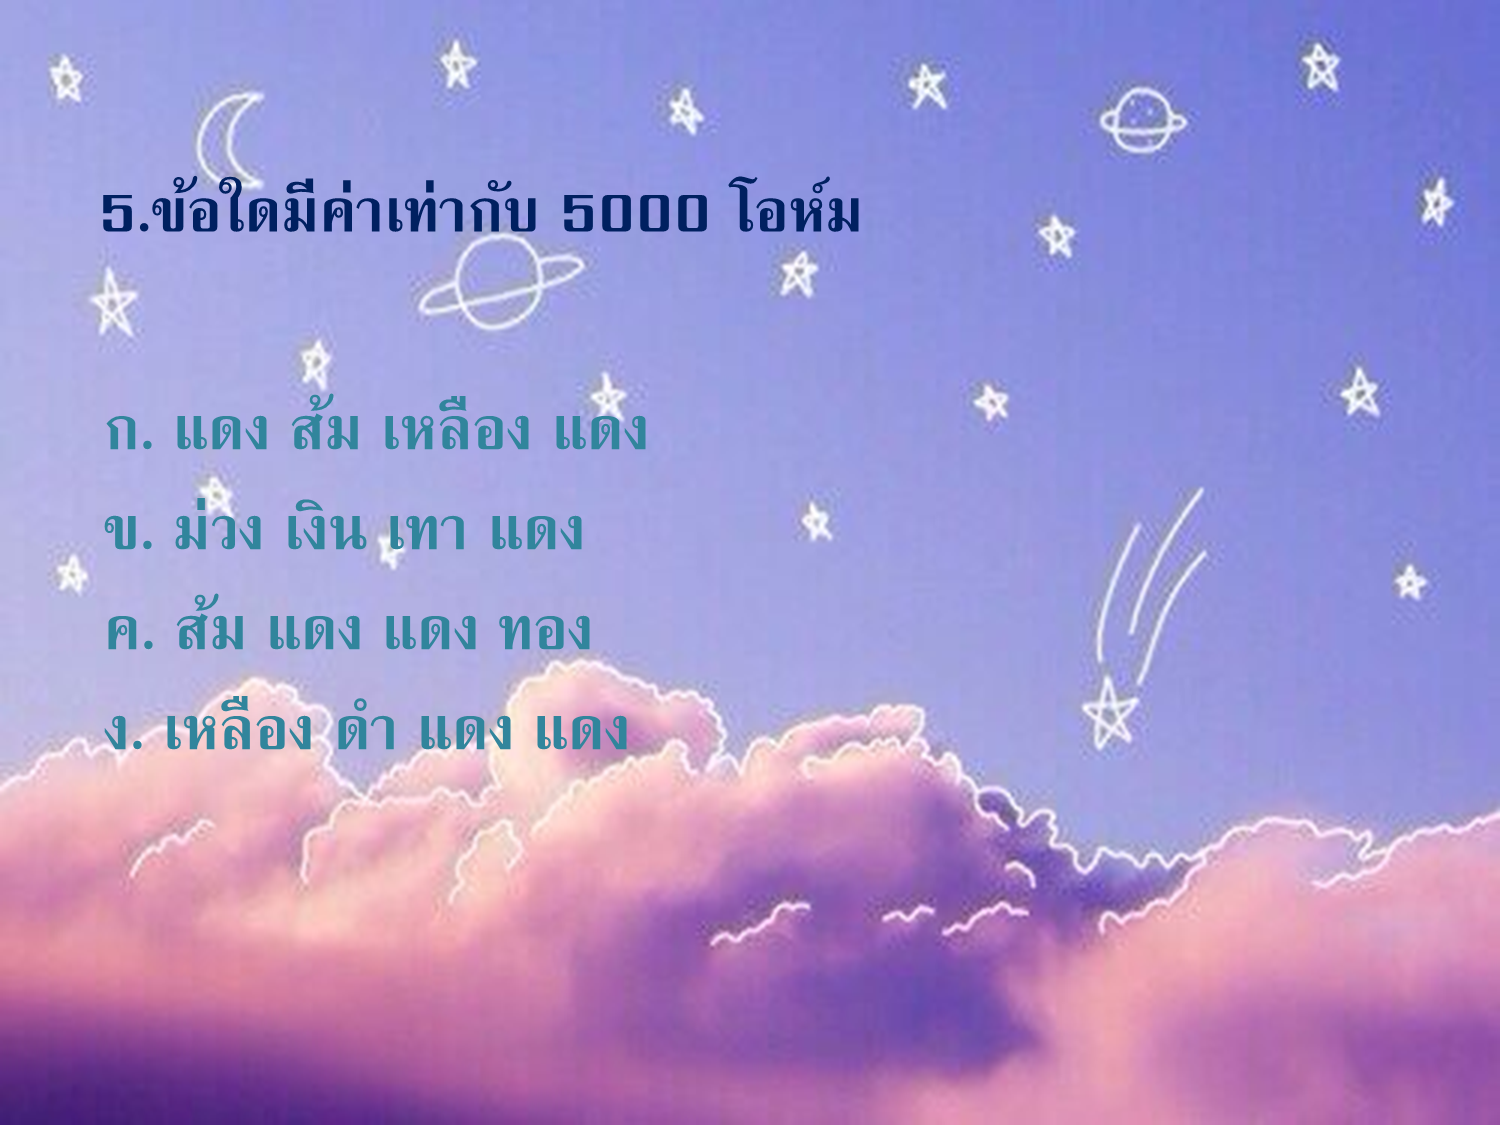 5.ข้อใดมีค่าเท่ากับ 5000 โอห์ม
ก. แดง ส้ม เหลือง แดง
ข. ม่วง เงิน เทา แดง
ค. ส้ม แดง แดง ทอง
ง. เหลือง ดำ แดง แดง